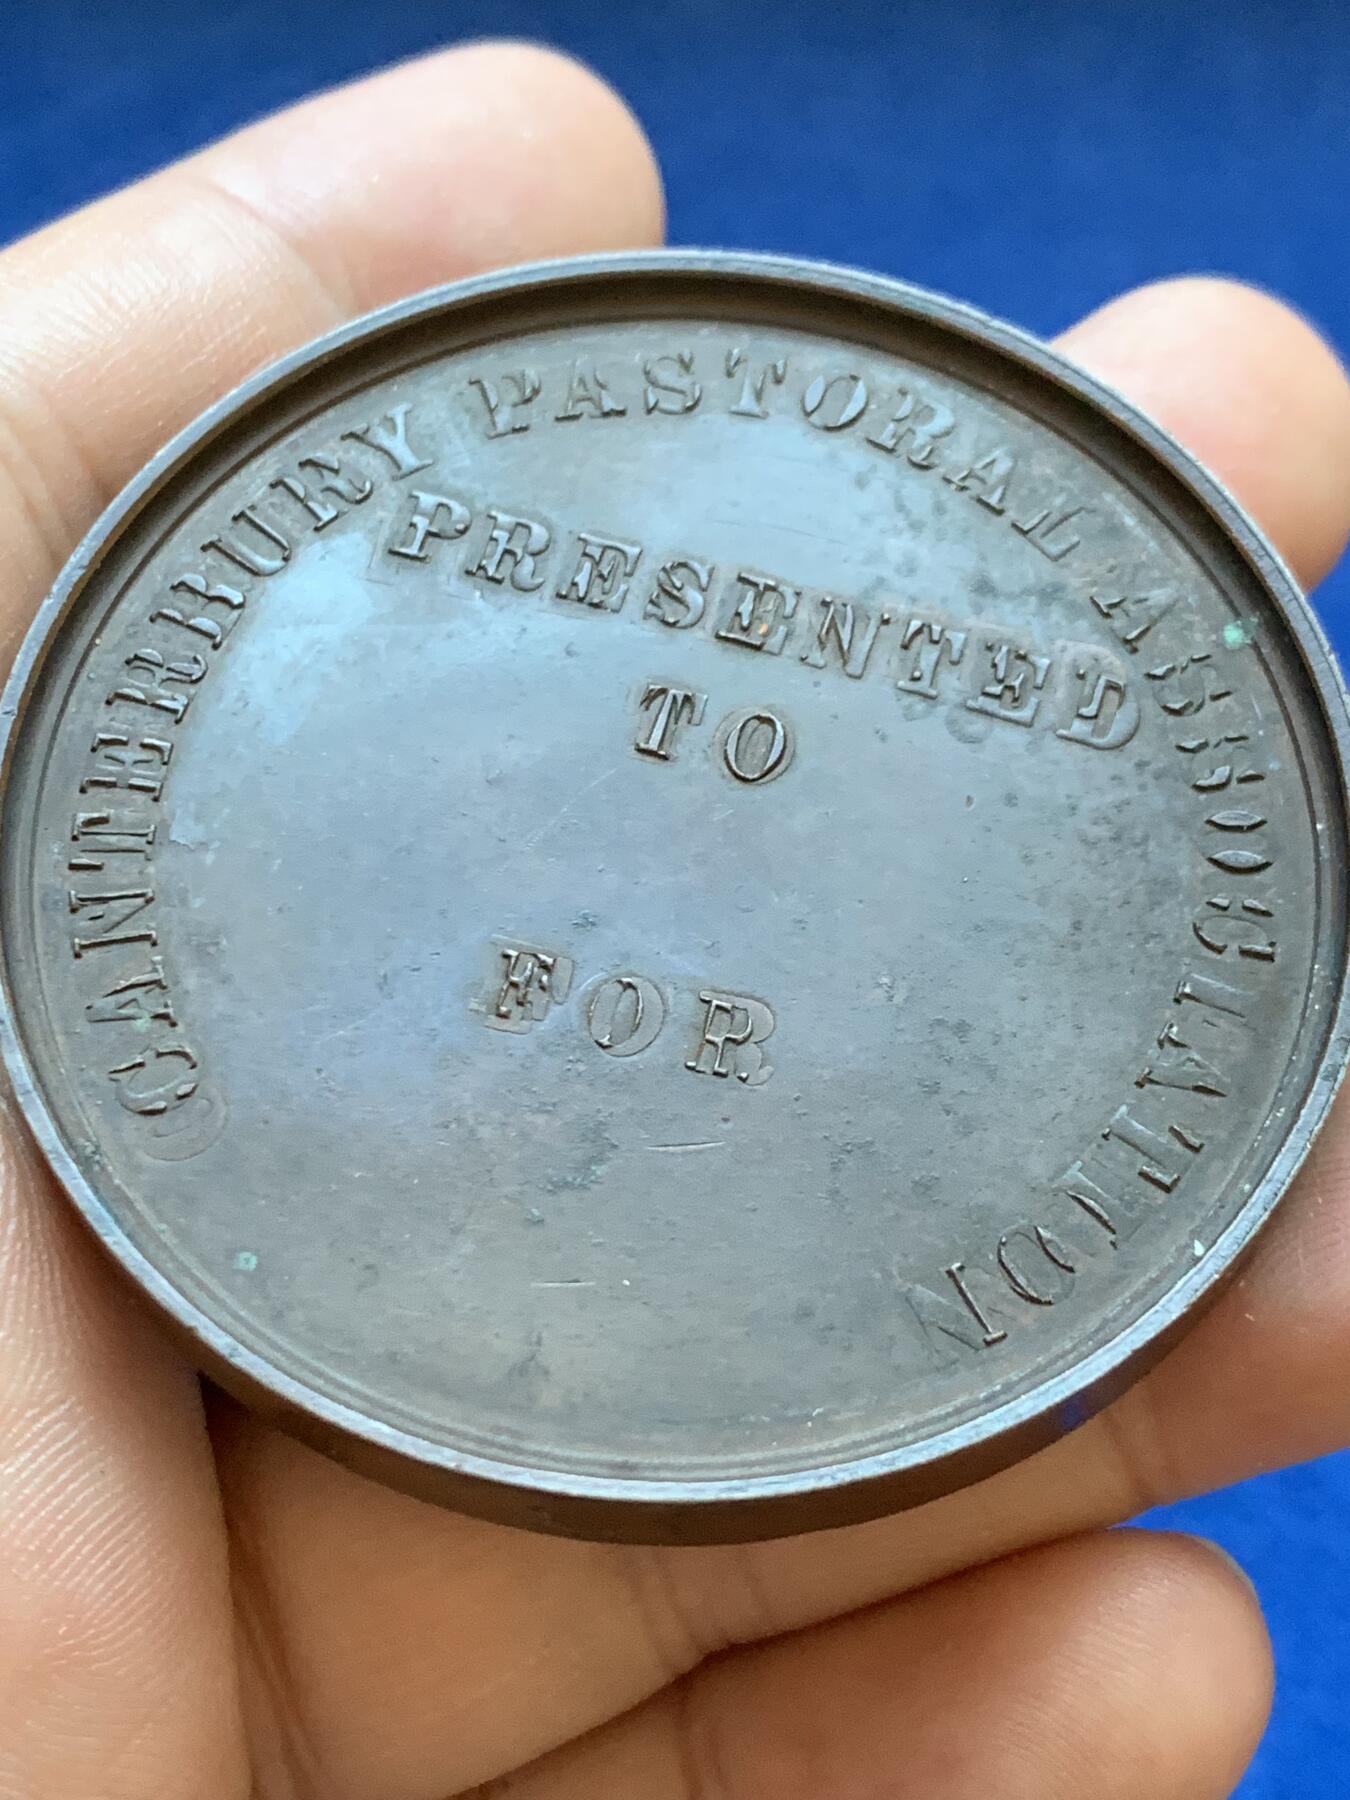 CANTERBURY PASTORAL ASSOCIATION
PRESENTED
TO
FOR